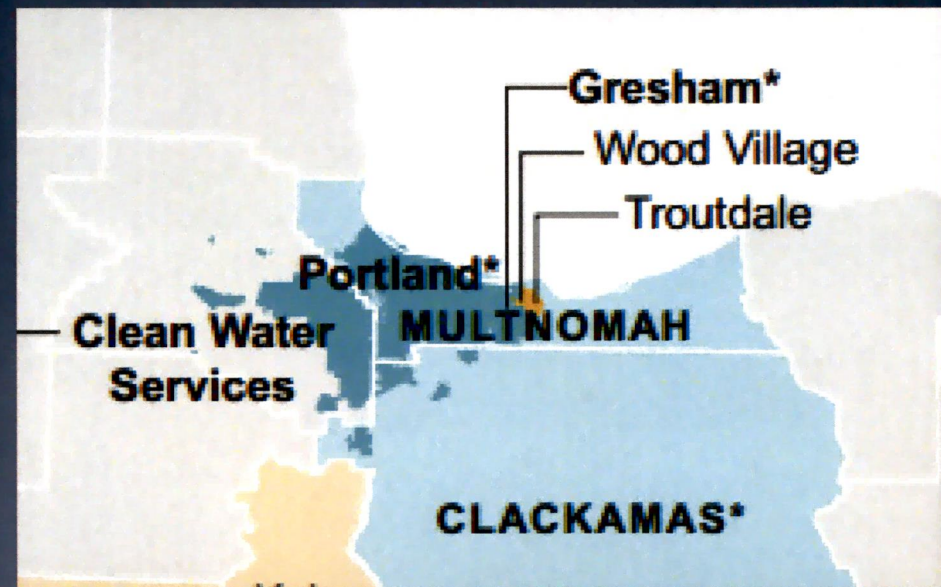 Gresham*
Wood Village
Troutdale
Portland*
MULTNOMAH
Clean Water
Services
CLACKAMAS*